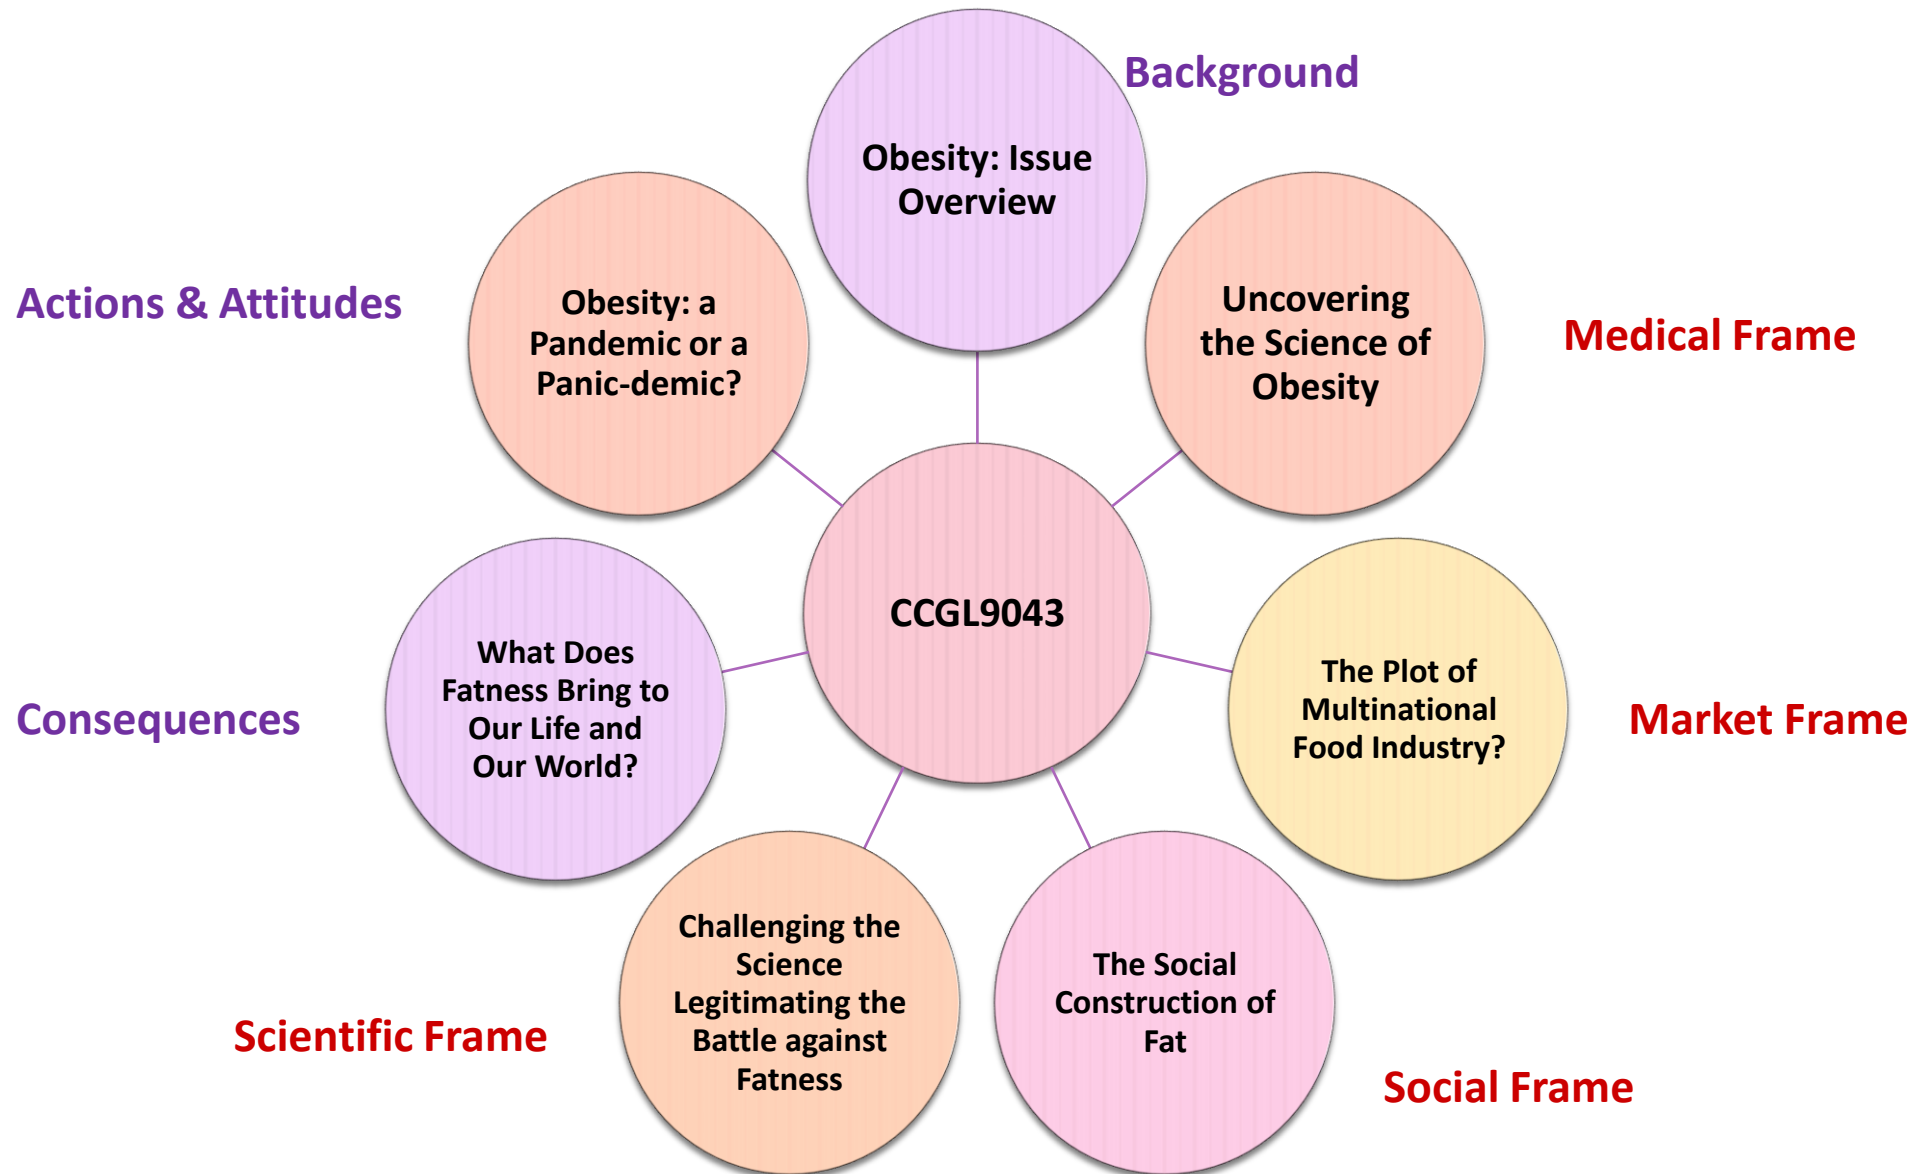 Background
Obesity: Issue
Overview
Actions & Attitudes
Obesity: a
Pandemic or a
Panic-demic?
Uncovering
the Science of
Obesity
Medical Frame
CCGL9043
Consequences
What Does
Fatness Bring to
Our Life and
Our World?
The Plot of
Multinational
Food Industry?
Market Frame
Scientific Frame
Challenging the
Science
Legitimating the
Battle against
Fatness
The Social
Construction of
Fat
Social Frame